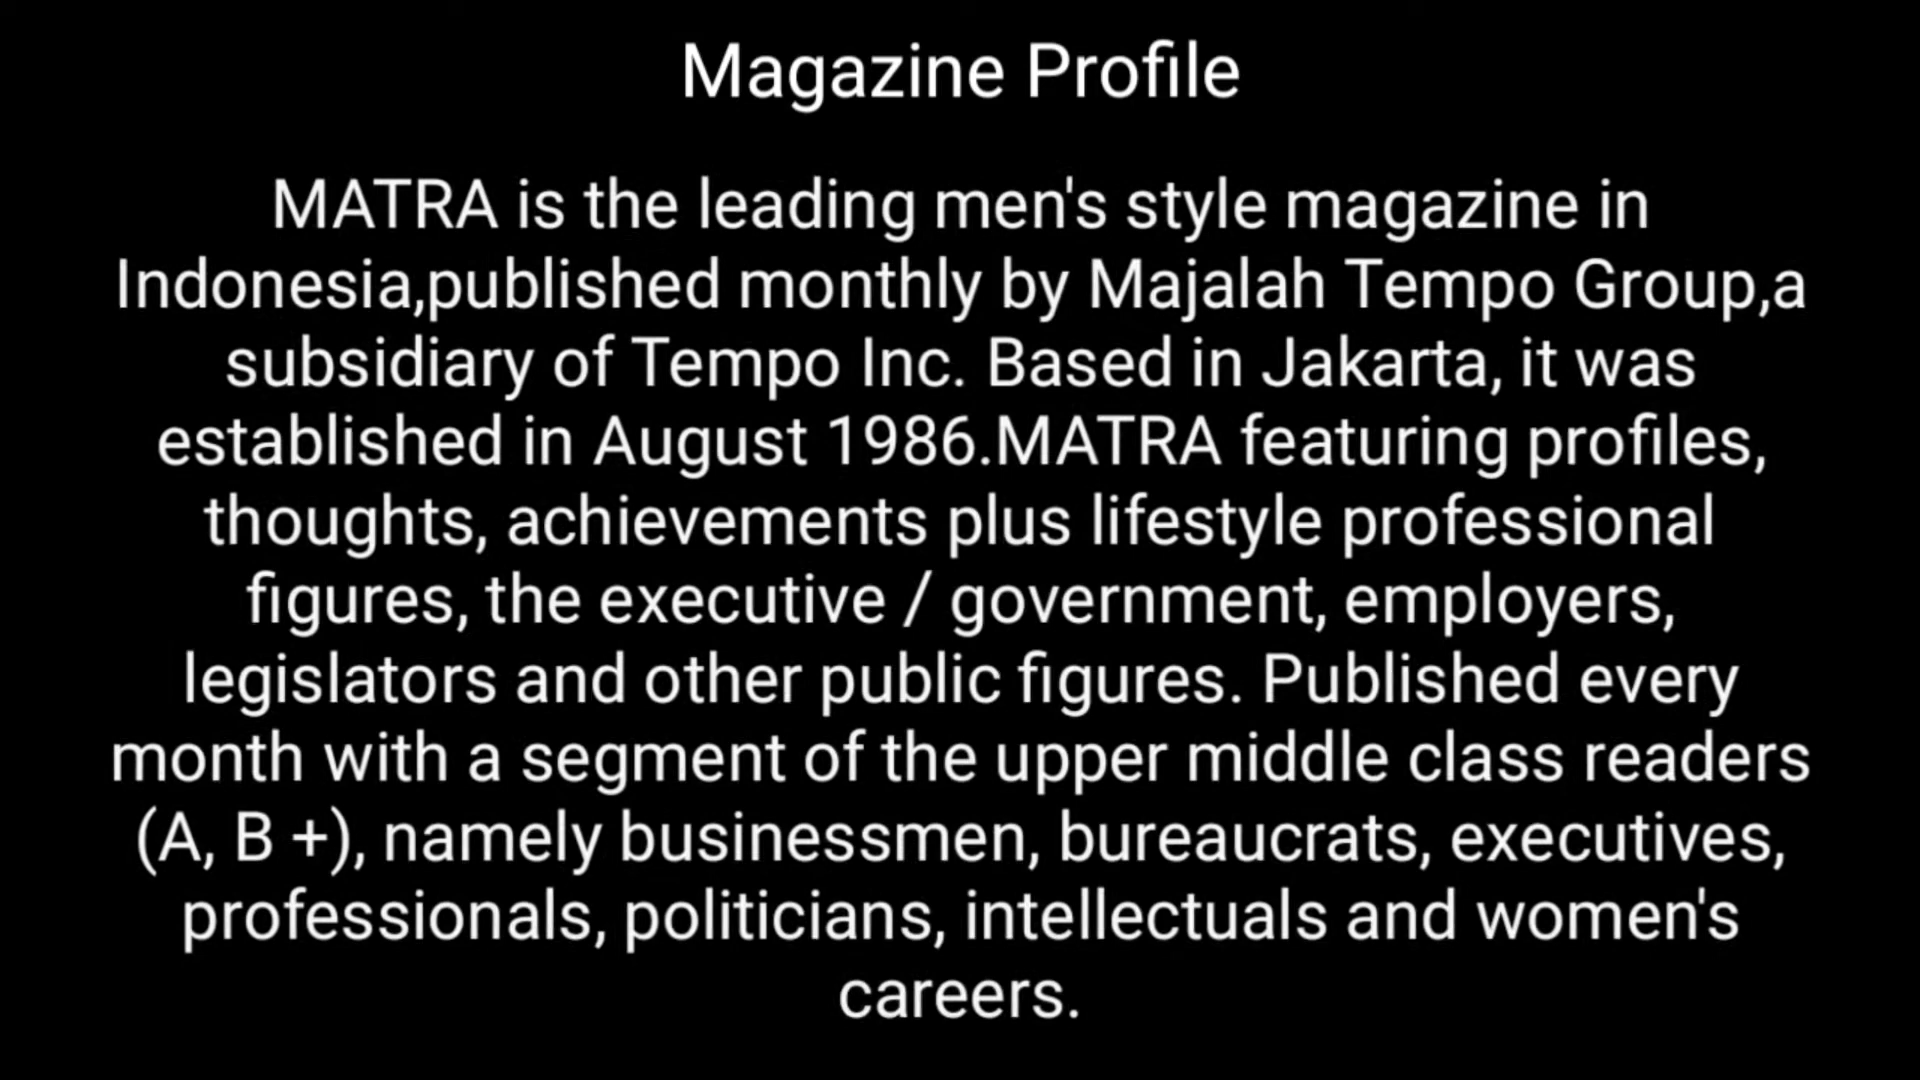 Magazine Profile
MATRA is the leading men's style magazine in
Indonesia,published monthly by Majalah Tempo Group,a
subsidiary of Tempo Inc. Based in Jakarta, it was
established in August 1986.MATRA featuring profiles,
thoughts, achievements plus lifestyle professional
figures, the executive / government, employers,
legislators and other public figures. Published every
month with a segment of the upper middle class readers
(A, B +), namely businessmen, bureaucrats, executives,
professionals, politicians, intellectuals and women's
careers.